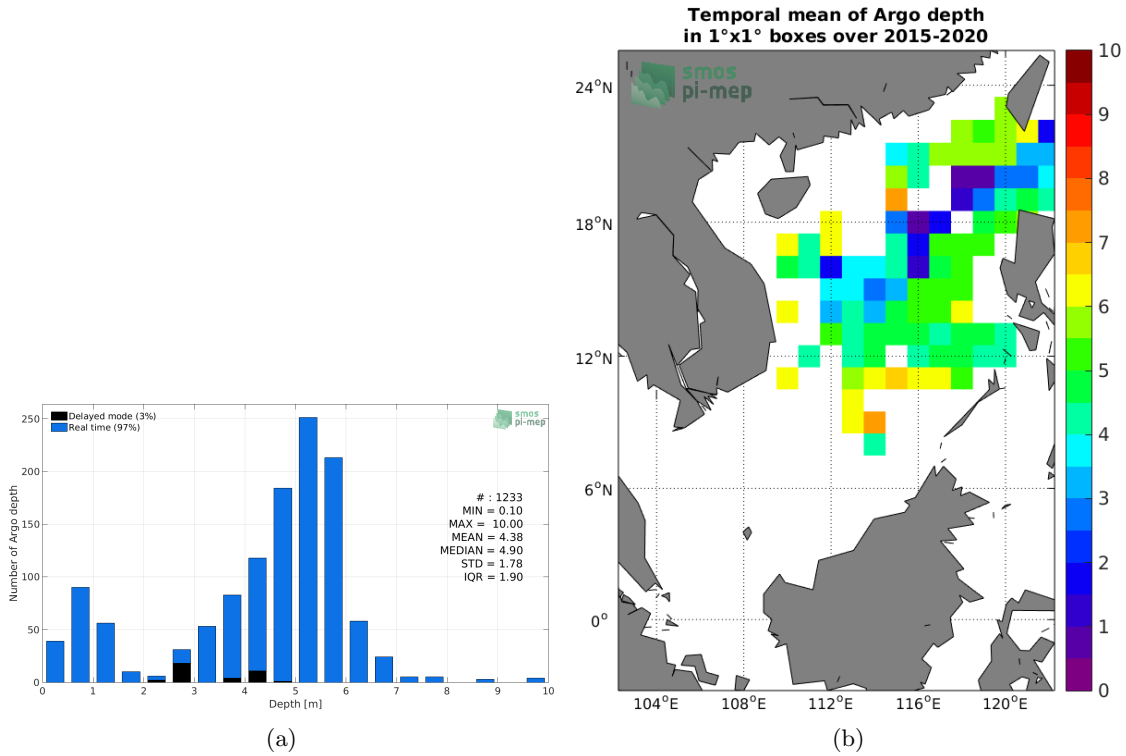 Temporal mean of Argo depth
in 1°x1° boxes over 2015-2020
smos
pi-mep
24°N
18°N
12°N
6°N
0°
104°E
108°E
112°E
116°E
120°E
10
9
8
7
6
5
4
3
2
1
0
(b)
Delayed mode (3%)
Real time (97%)
smos
pi-mep
# : 1233
MIN = 0.10
MAX = 10.00
MEAN = 4.38
MEDIAN = 4.90
STD = 1.78
IQR = 1.90
Number of Argo depth
250
200
150
100
50
0
0 1 2 3 4 5 6 7 8 9 10
Depth [m]
(a)